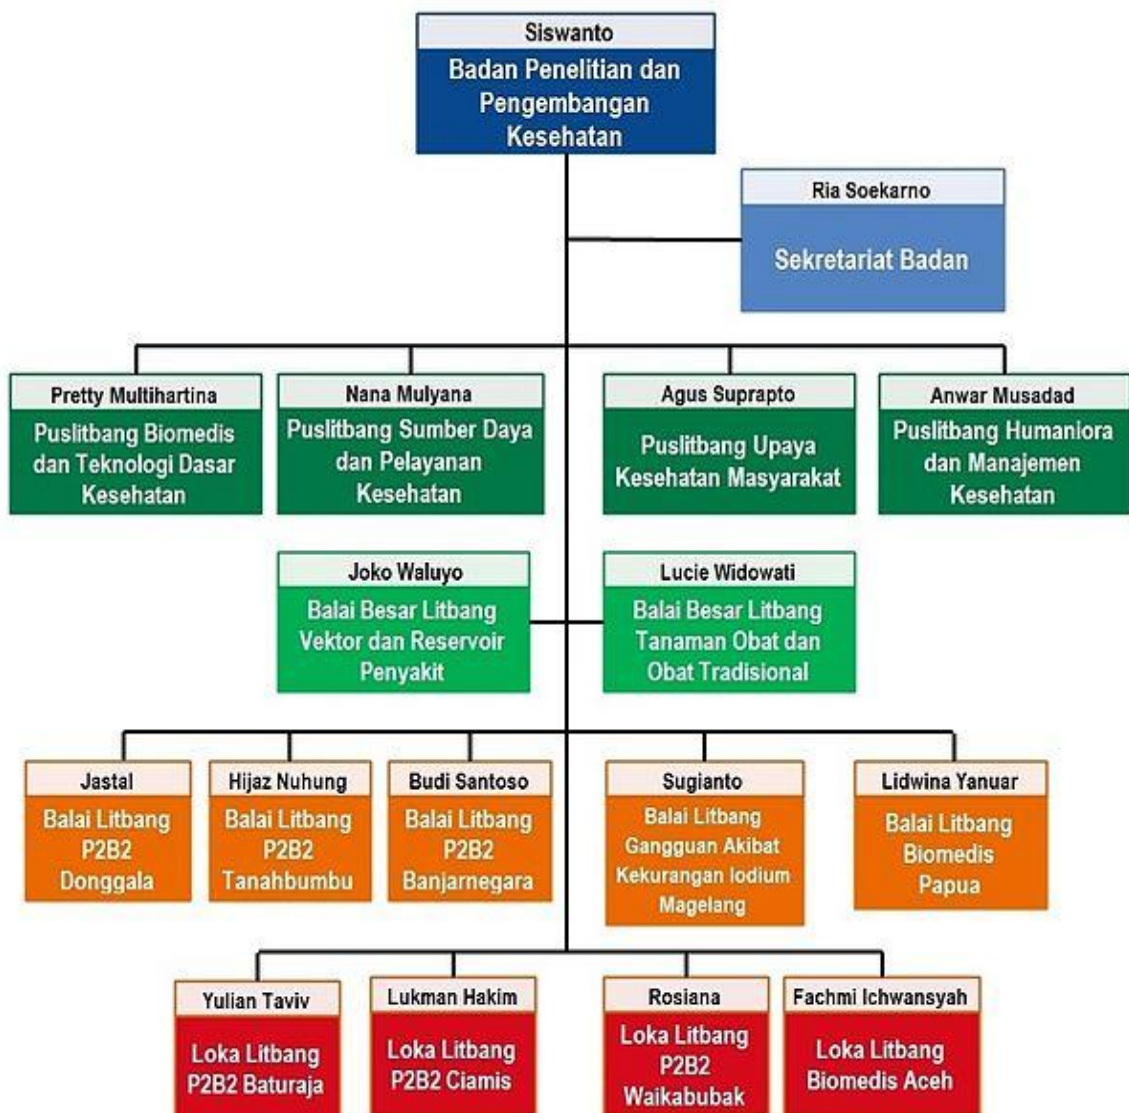 Siswanto
Badan Penelitian dan
Pengembangan
Kesehatan
Ria Soekarno
Sekretariat Badan
Pretty Multihartina
Puslitbang Biomedis
dan Teknologi Dasar
Kesehatan
Nana Mulyana
Puslitbang Sumber Daya
dan Pelayanan
Kesehatan
Agus Suprapto
Puslitbang Upaya
Kesehatan Masyarakat
Anwar Musadad
Puslitbang Humaniora
dan Manajemen
Kesehatan
Joko Waluyo
Balai Besar Litbang
Vektor dan Reservoir
Penyakit
Lucie Widowati
Balai Besar Litbang
Tanaman Obat dan
Obat Tradisional
Jastal
Balai Litbang
P2B2
Donggala
Hijaz Nuhung
Balai Litbang
P2B2
Tanahbumbu
Budi Santoso
Balai Litbang
P2B2
Banjarnegara
Sugianto
Balai Litbang
Gangguan Akibat
Kekurangan Iodium
Magelang
Lidwina Yanuar
Balai Litbang
Biomedis
Papua
Yulian Taviv
Loka Litbang
P2B2 Baturaja
Lukman Hakim
Loka Litbang
P2B2 Ciamis
Rosiana
Loka Litbang
P2B2
Waikabubak
Fachmi Ichwansyah
Loka Litbang
Biomedis Aceh